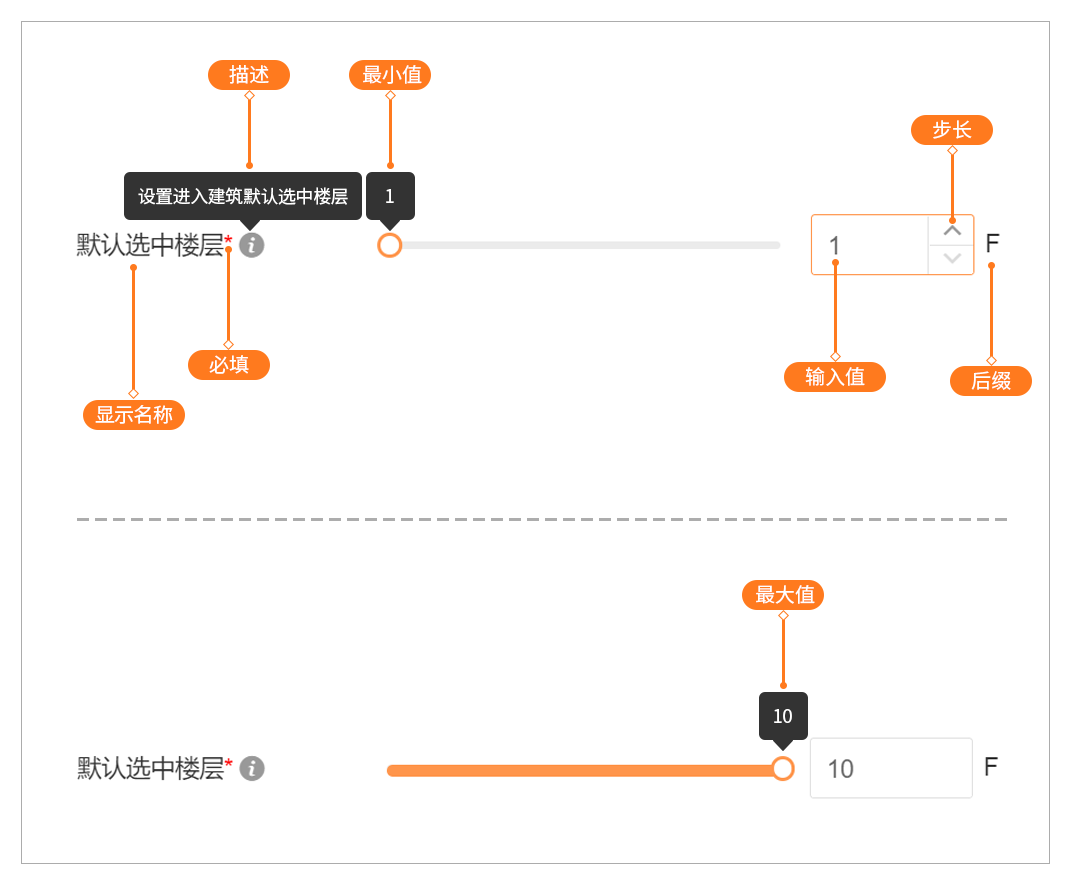 描述
最小值
步长
设置进入建筑默认选中楼层
1
默认选中楼层*
i
1
F
必填
输入值
后缀
显示名称
最大值
10
默认选中楼层*
i
10
F